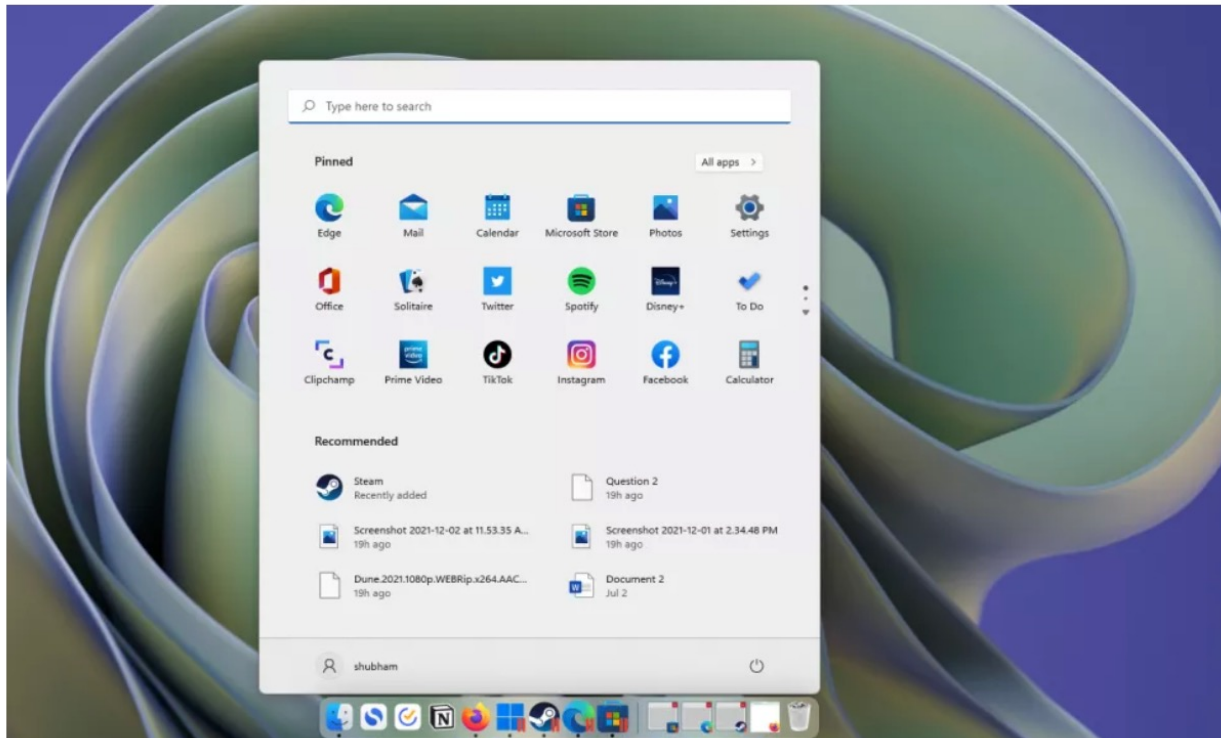 Type here to search
Pinned
All apps >
Edge
Mail
Calendar
Microsoft Store
Photos
Settings
Office
Solitaire
Twitter
Spotify
Disney+
To Do
Clipchamp
Prime Video
TikTok
Instagram
Facebook
Calculator
Recommended
Steam
Recently added
Question 2
19h ago
Screenshot 2021-12-02 at 11.53.35 A...
19h ago
Screenshot 2021-12-01 at 2.34.48 PM
19h ago
Dune.2021.1080p.WEBRip.x264.AAC...
19h ago
Document 2
Jul 2
shubham